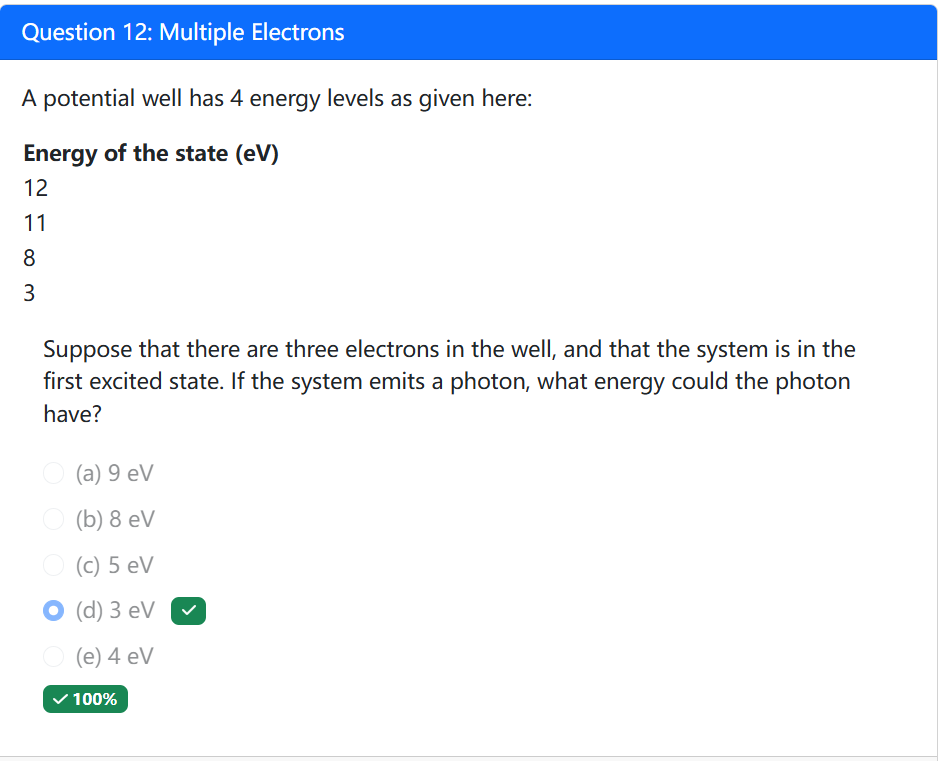 Question 12: Multiple Electrons
A potential well has 4 energy levels as given here:
Energy of the state (eV)
12
11
8
3
Suppose that there are three electrons in the well, and that the system is in the
first excited state. If the system emits a photon, what energy could the photon
have?
(a) 9 eV
(b) 8 eV
(c) 5 eV
(d) 3 eV
(e) 4 eV
100%